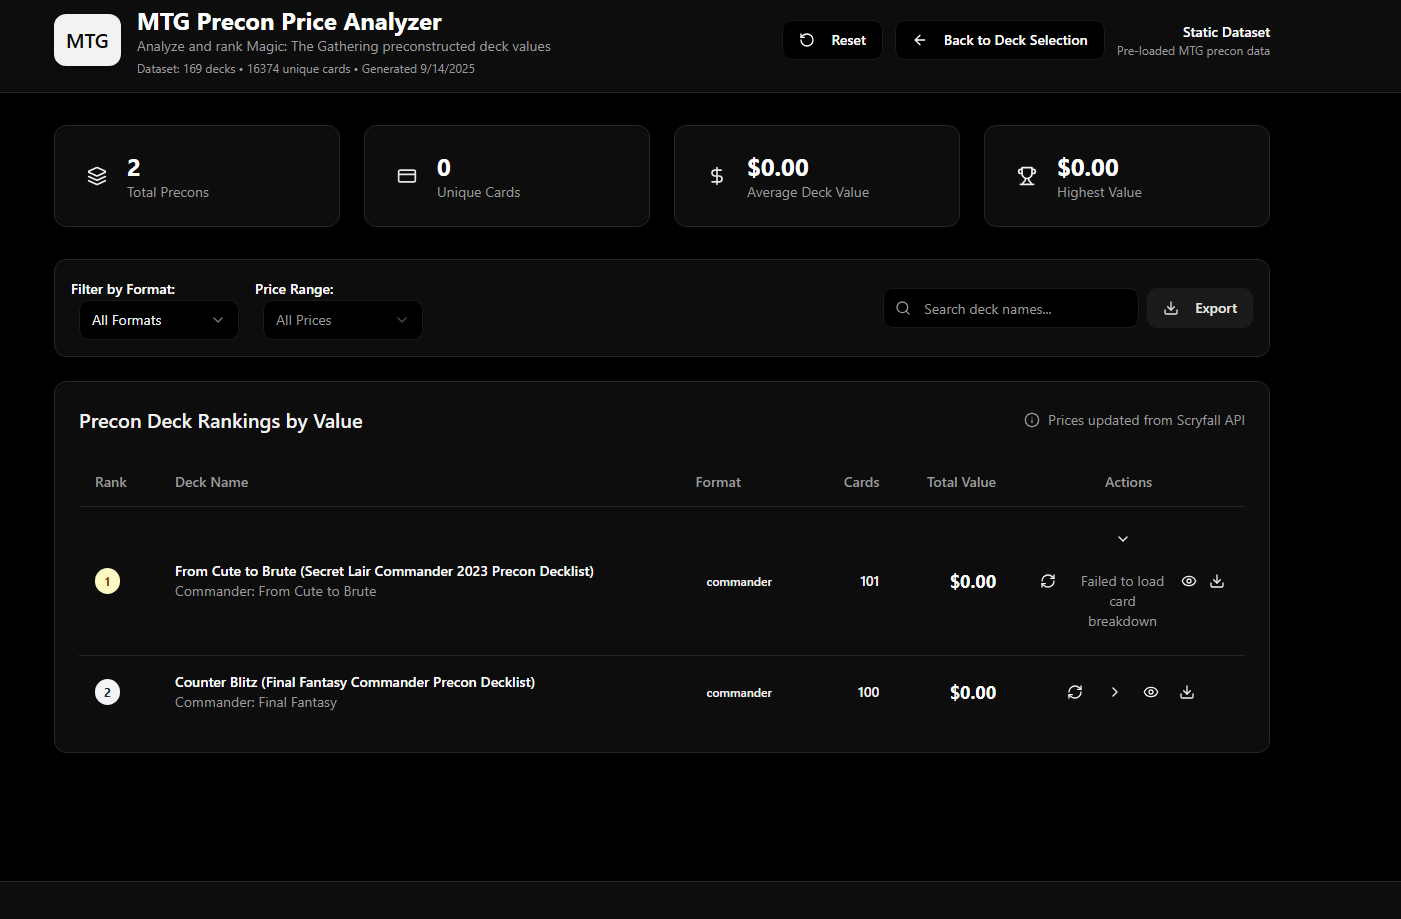 MTG
MTG Precon Price Analyzer
Analyze and rank Magic: The Gathering preconstructed deck values
Dataset: 169 decks • 16374 unique cards • Generated 9/14/2025
Reset
Back to Deck Selection
Static Dataset
Pre-loaded MTG precon data
2
Total Precons
0
Unique Cards
$0.00
Average Deck Value
$0.00
Highest Value
Filter by Format:
All Formats
Price Range:
All Prices
Search deck names...
Export
Precon Deck Rankings by Value
Prices updated from Scryfall API
Rank Deck Name Format Cards Total Value Actions
1
From Cute to Brute (Secret Lair Commander 2023 Precon Decklist)
Commander: From Cute to Brute
commander
101
$0.00
Failed to load
card
breakdown
2
Counter Blitz (Final Fantasy Commander Precon Decklist)
Commander: Final Fantasy
commander
100
$0.00